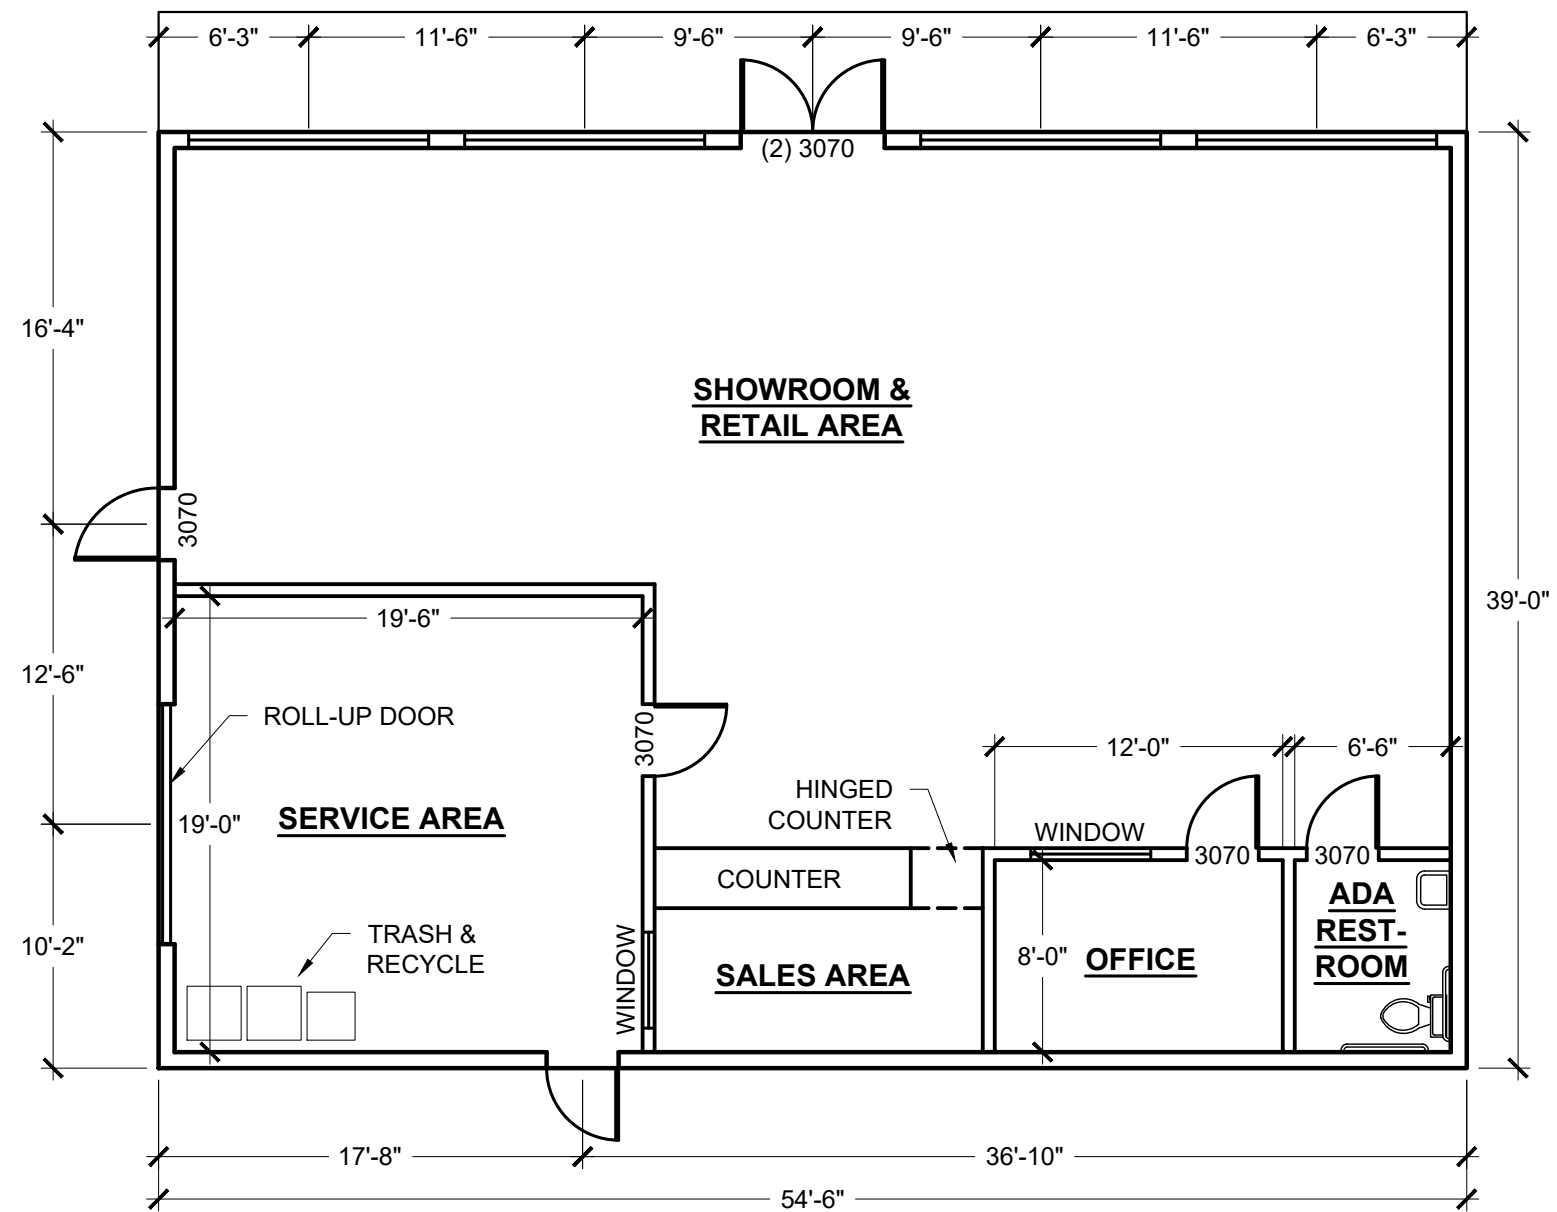 6'-3"
11'-6"
9'-6"
9'-6"
11'-6"
6'-3"
(2) 3070
16'-4"
SHOWROOM &
RETAIL AREA
3070
39'-0"
19'-6"
12'-6"
ROLL-UP DOOR
3070
12'-0"
6'-6"
HINGED
COUNTER
19'-0"
SERVICE AREA
WINDOW
3070
3070
COUNTER
ADA
REST-
ROOM
10'-2"
TRASH &
RECYCLE
WINDOW
SALES AREA
8'-0"
OFFICE
17'-8"
36'-10"
54'-6"